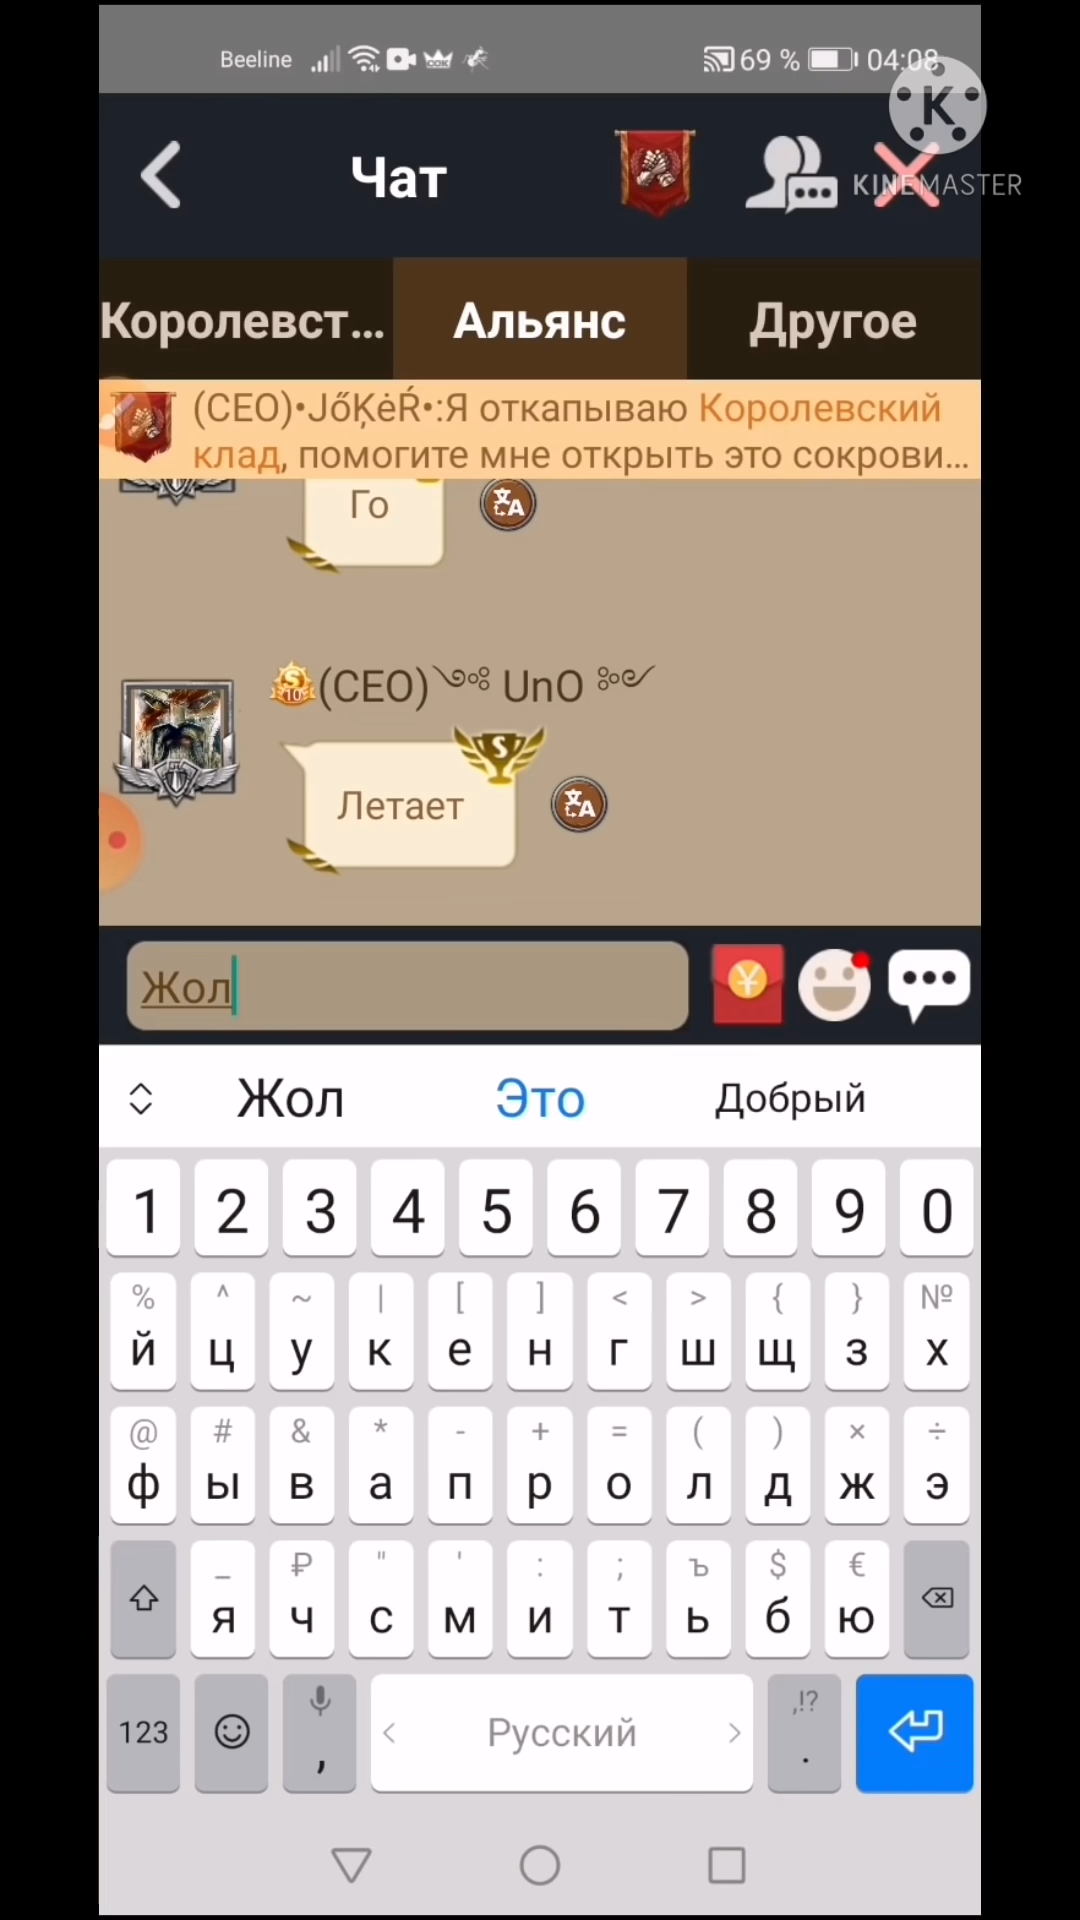 Beeline 69 % 04:08
K
KINEMASTER
Чат
Королевст... Альянс Другое
(CEO)•JőĶėŔ•:Я откапываю Королевский
клад, помогите мне открыть это сокрови...
Го
(CEO) UnO
S
10
S
Летает
Жол
Жол Это Добрый
1 2 3 4 5 6 7 8 9 0
% ^ ~ | [ ] < > { } №
й ц у к е н г ш щ з х
@ # & * - + = ( ) × ÷
ф ы в а п р о л д ж э
_ ₽ " ' : ; ъ $ €
я ч с м и т ь б ю
,!?
123 , < Русский > .